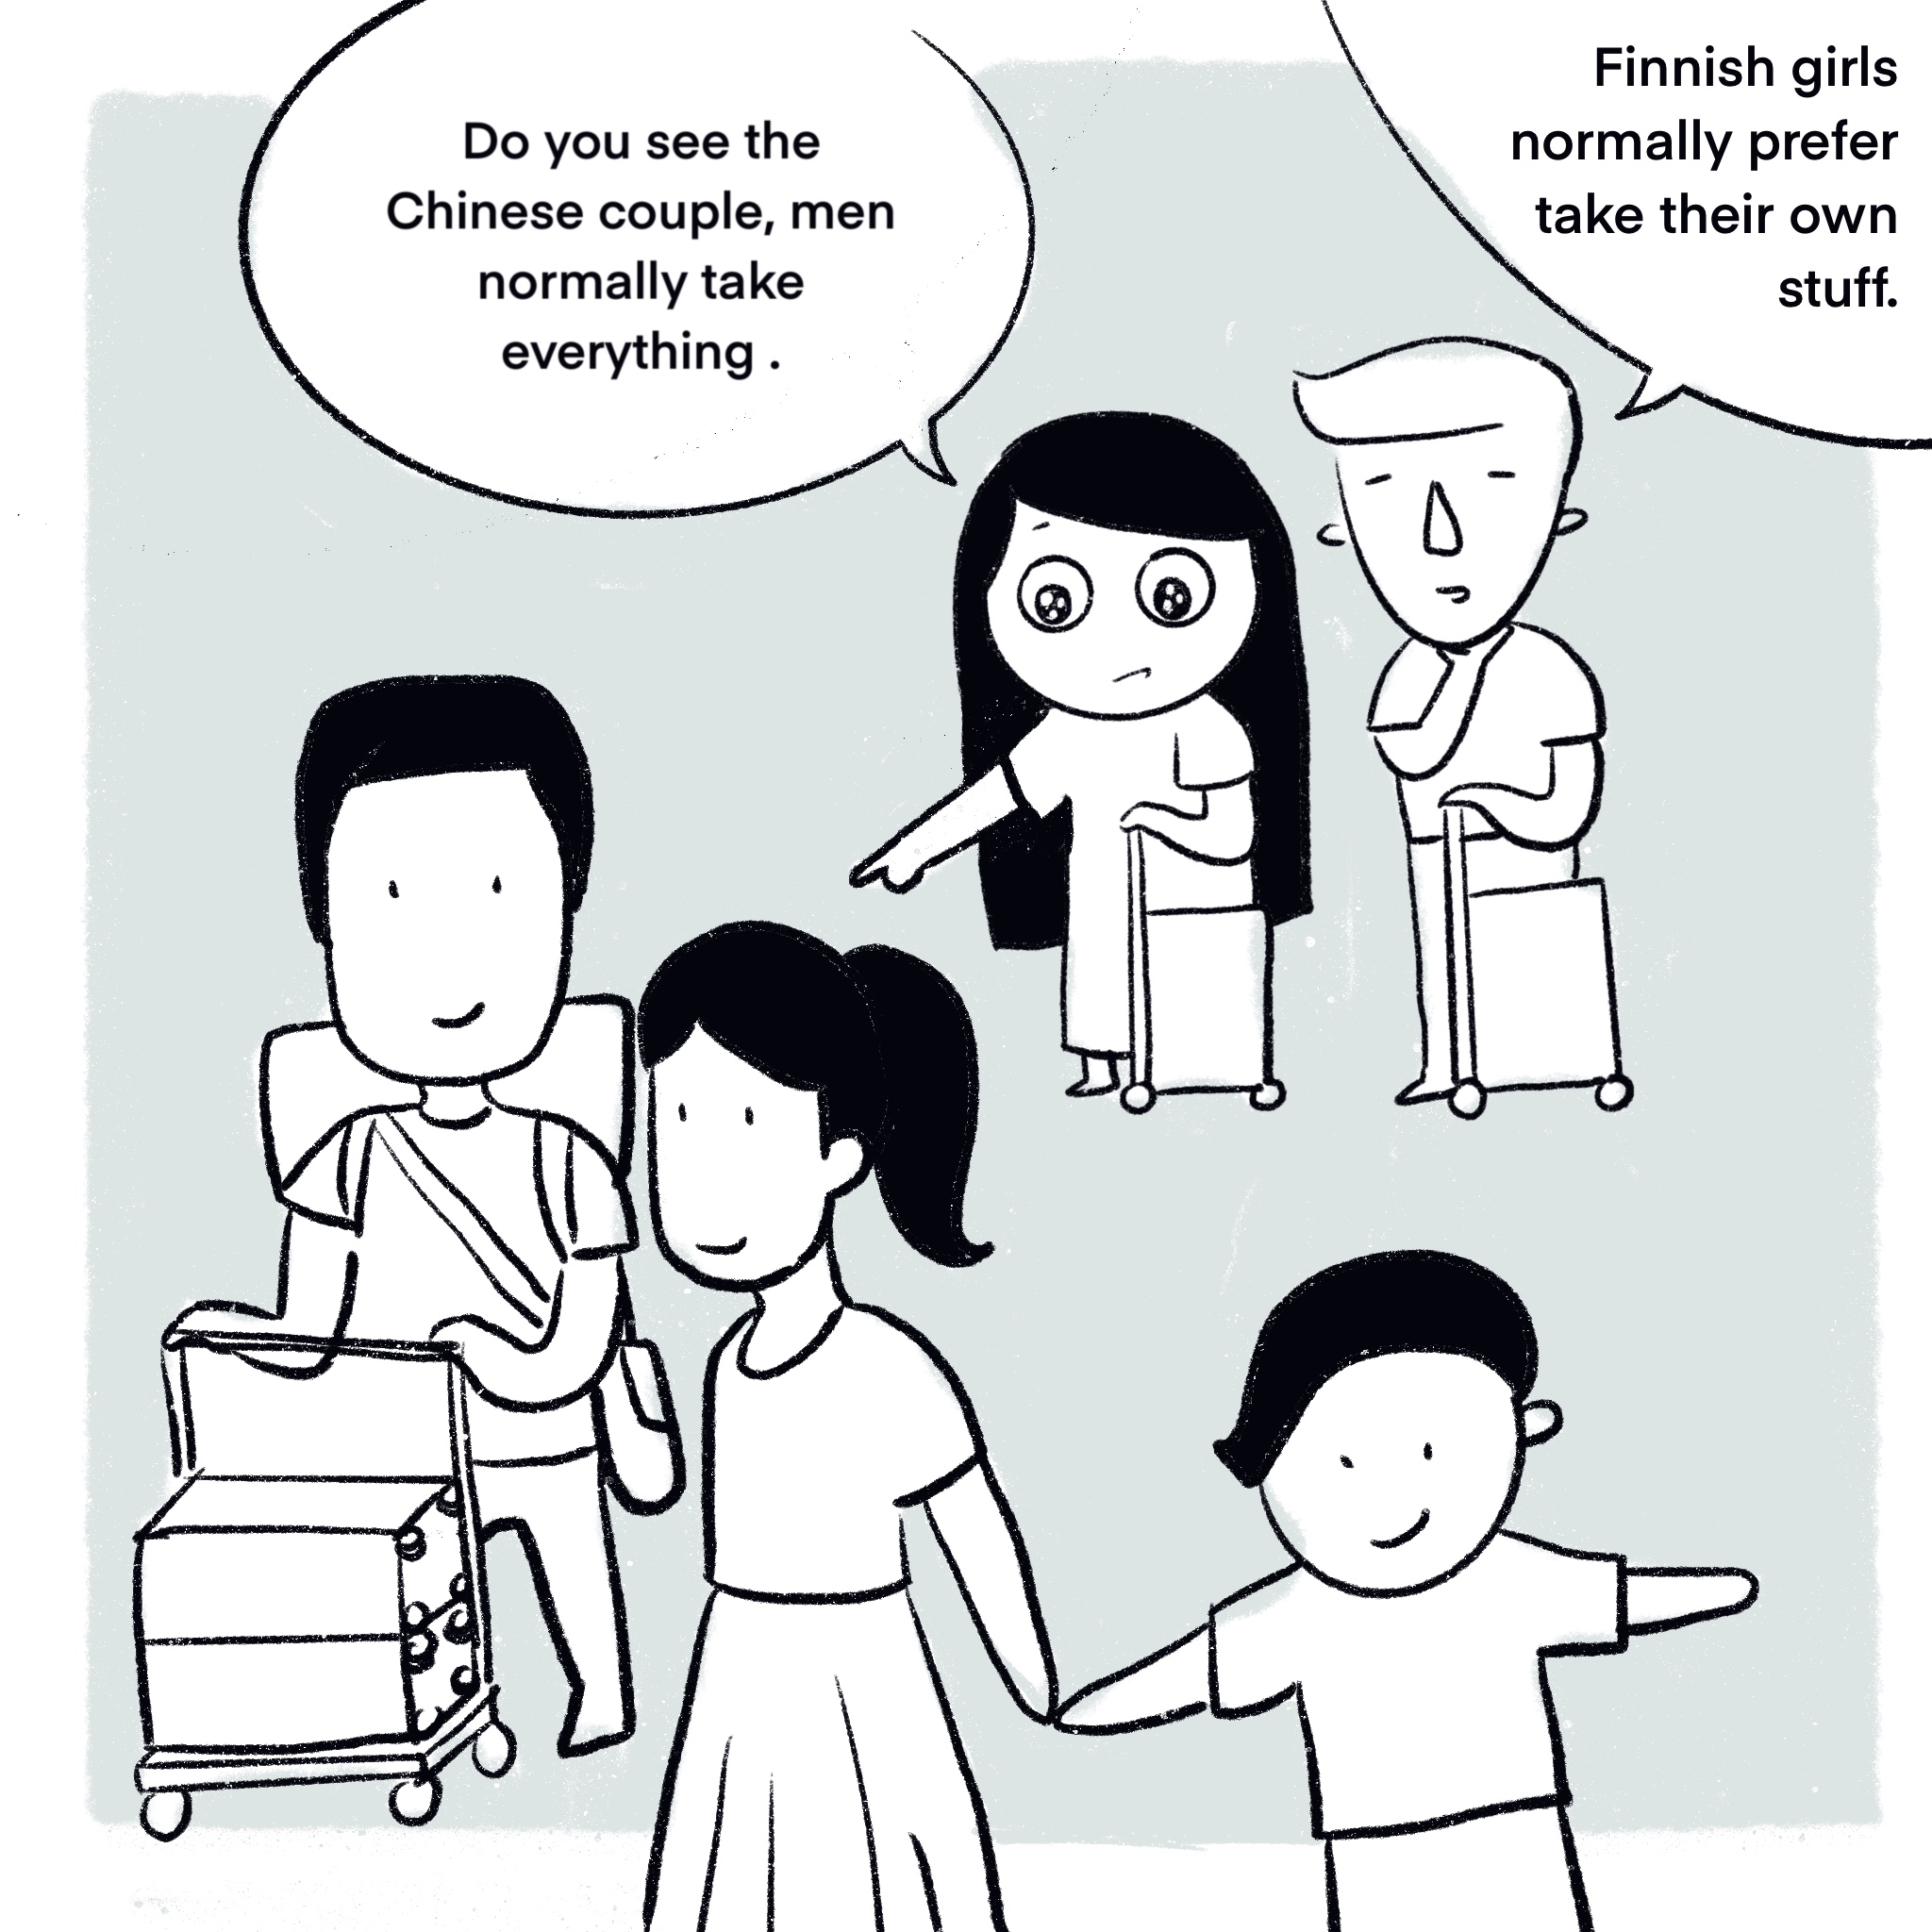 Do you see the
Chinese couple, men
normally take
everything .
Finnish girls
normally prefer
take their own
stuff.